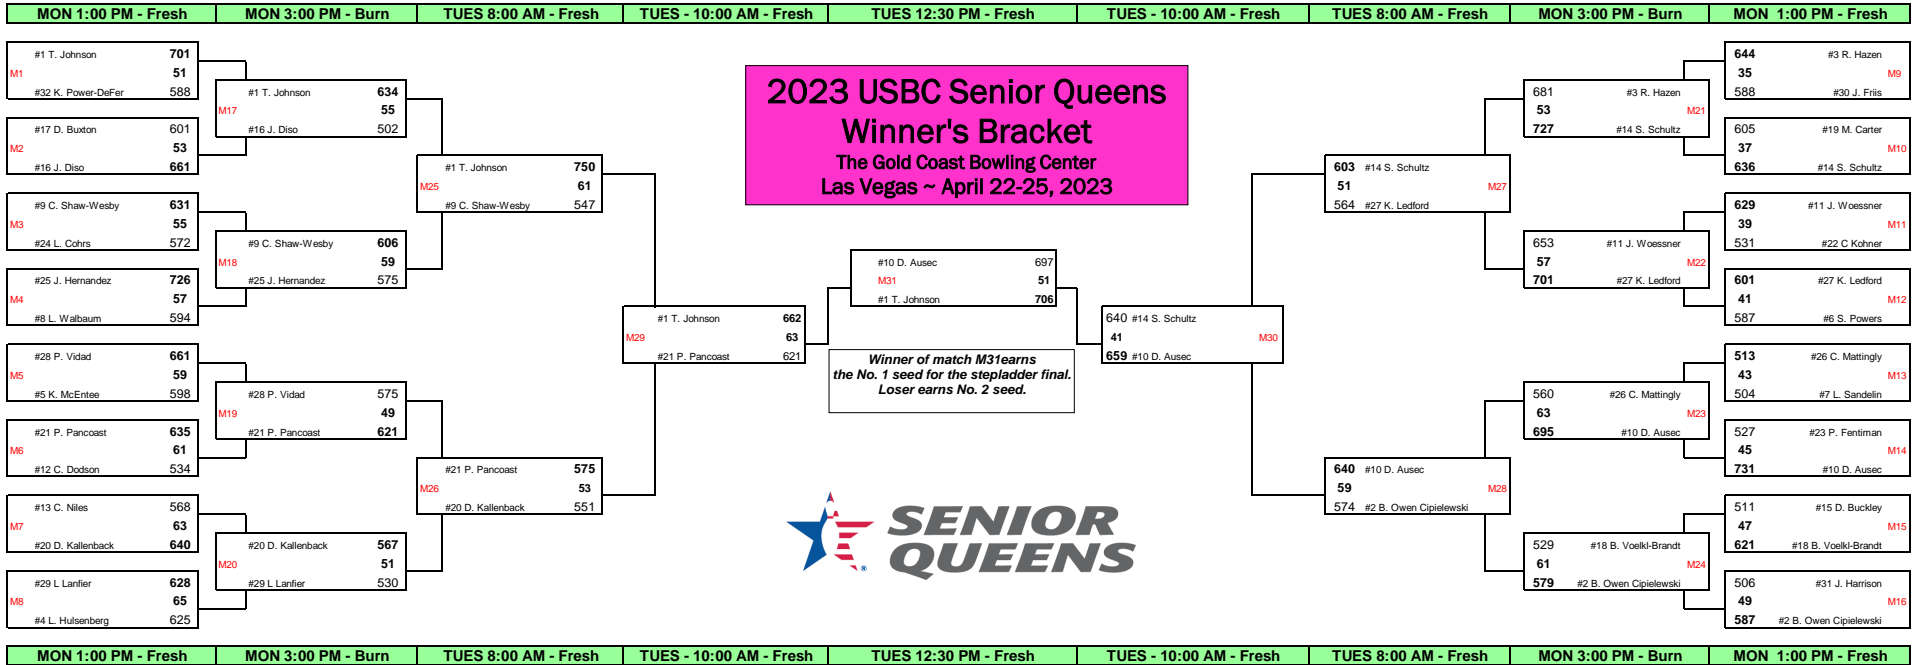 MON 1:00 PM - Fresh
MON 3:00 PM - Burn
TUES 8:00 AM - Fresh
TUES - 10:00 AM - Fresh
TUES 12:30 PM - Fresh
TUES - 10:00 AM - Fresh
TUES 8:00 AM - Fresh
MON 3:00 PM - Burn
MON 1:00 PM - Fresh
#1 T. Johnson 701
M1 51
#32 K. Power-DeFer 588
#17 D. Buxton 601
M2 53
#16 J. Diso 661
#9 C. Shaw-Wesby 631
M3 55
#24 L. Cohrs 572
#25 J. Hernandez 726
M4 57
#8 L. Walbaum 594
#28 P. Vidad 661
M5 59
#5 K. McEntee 598
#21 P. Pancoast 635
M6 61
#12 C. Dodson 534
#13 C. Niles 568
M7 63
#20 D. Kallenback 640
#29 L Lanfier 628
M8 65
#4 L. Hulsenberg 625
#1 T. Johnson 634
M17 55
#16 J. Diso 502
#9 C. Shaw-Wesby 606
M18 59
#25 J. Hernandez 575
#28 P. Vidad 575
M19 49
#21 P. Pancoast 621
#20 D. Kallenback 567
M20 51
#29 L Lanfier 530
#1 T. Johnson 750
M25 61
#9 C. Shaw-Wesby 547
#21 P. Pancoast 575
M26 53
#20 D. Kallenback 551
#1 T. Johnson 662
M29 63
#21 P. Pancoast 621
2023 USBC Senior Queens
Winner's Bracket
The Gold Coast Bowling Center
Las Vegas ~ April 22-25, 2023
#10 D. Ausec 697
M31 51
#1 T. Johnson 706
Winner of match M31earns
the No. 1 seed for the stepladder final.
Loser earns No. 2 seed.
SENIOR
QUEENS
640 #14 S. Schultz
41 M30
659 #10 D. Ausec
603 #14 S. Schultz
51 M27
564 #27 K. Ledford
640 #10 D. Ausec
59 M28
574 #2 B. Owen Cipielewski
681 #3 R. Hazen
53 M21
727 #14 S. Schultz
653 #11 J. Woessner
57 M22
701 #27 K. Ledford
560 #26 C. Mattingly
63 M23
695 #10 D. Ausec
529 #18 B. Voelkl-Brandt
61 M24
579 #2 B. Owen Cipielewski
644 #3 R. Hazen
35 M9
588 #30 J. Friis
605 #19 M. Carter
37 M10
636 #14 S. Schultz
629 #11 J. Woessner
39 M11
531 #22 C Kohner
601 #27 K. Ledford
41 M12
587 #6 S. Powers
513 #26 C. Mattingly
43 M13
504 #7 L. Sandelin
527 #23 P. Fentiman
45 M14
731 #10 D. Ausec
511 #15 D. Buckley
47 M15
621 #18 B. Voelkl-Brandt
506 #31 J. Harrison
49 M16
587 #2 B. Owen Cipielewski
MON 1:00 PM - Fresh
MON 3:00 PM - Burn
TUES 8:00 AM - Fresh
TUES - 10:00 AM - Fresh
TUES 12:30 PM - Fresh
TUES - 10:00 AM - Fresh
TUES 8:00 AM - Fresh
MON 3:00 PM - Burn
MON 1:00 PM - Fresh